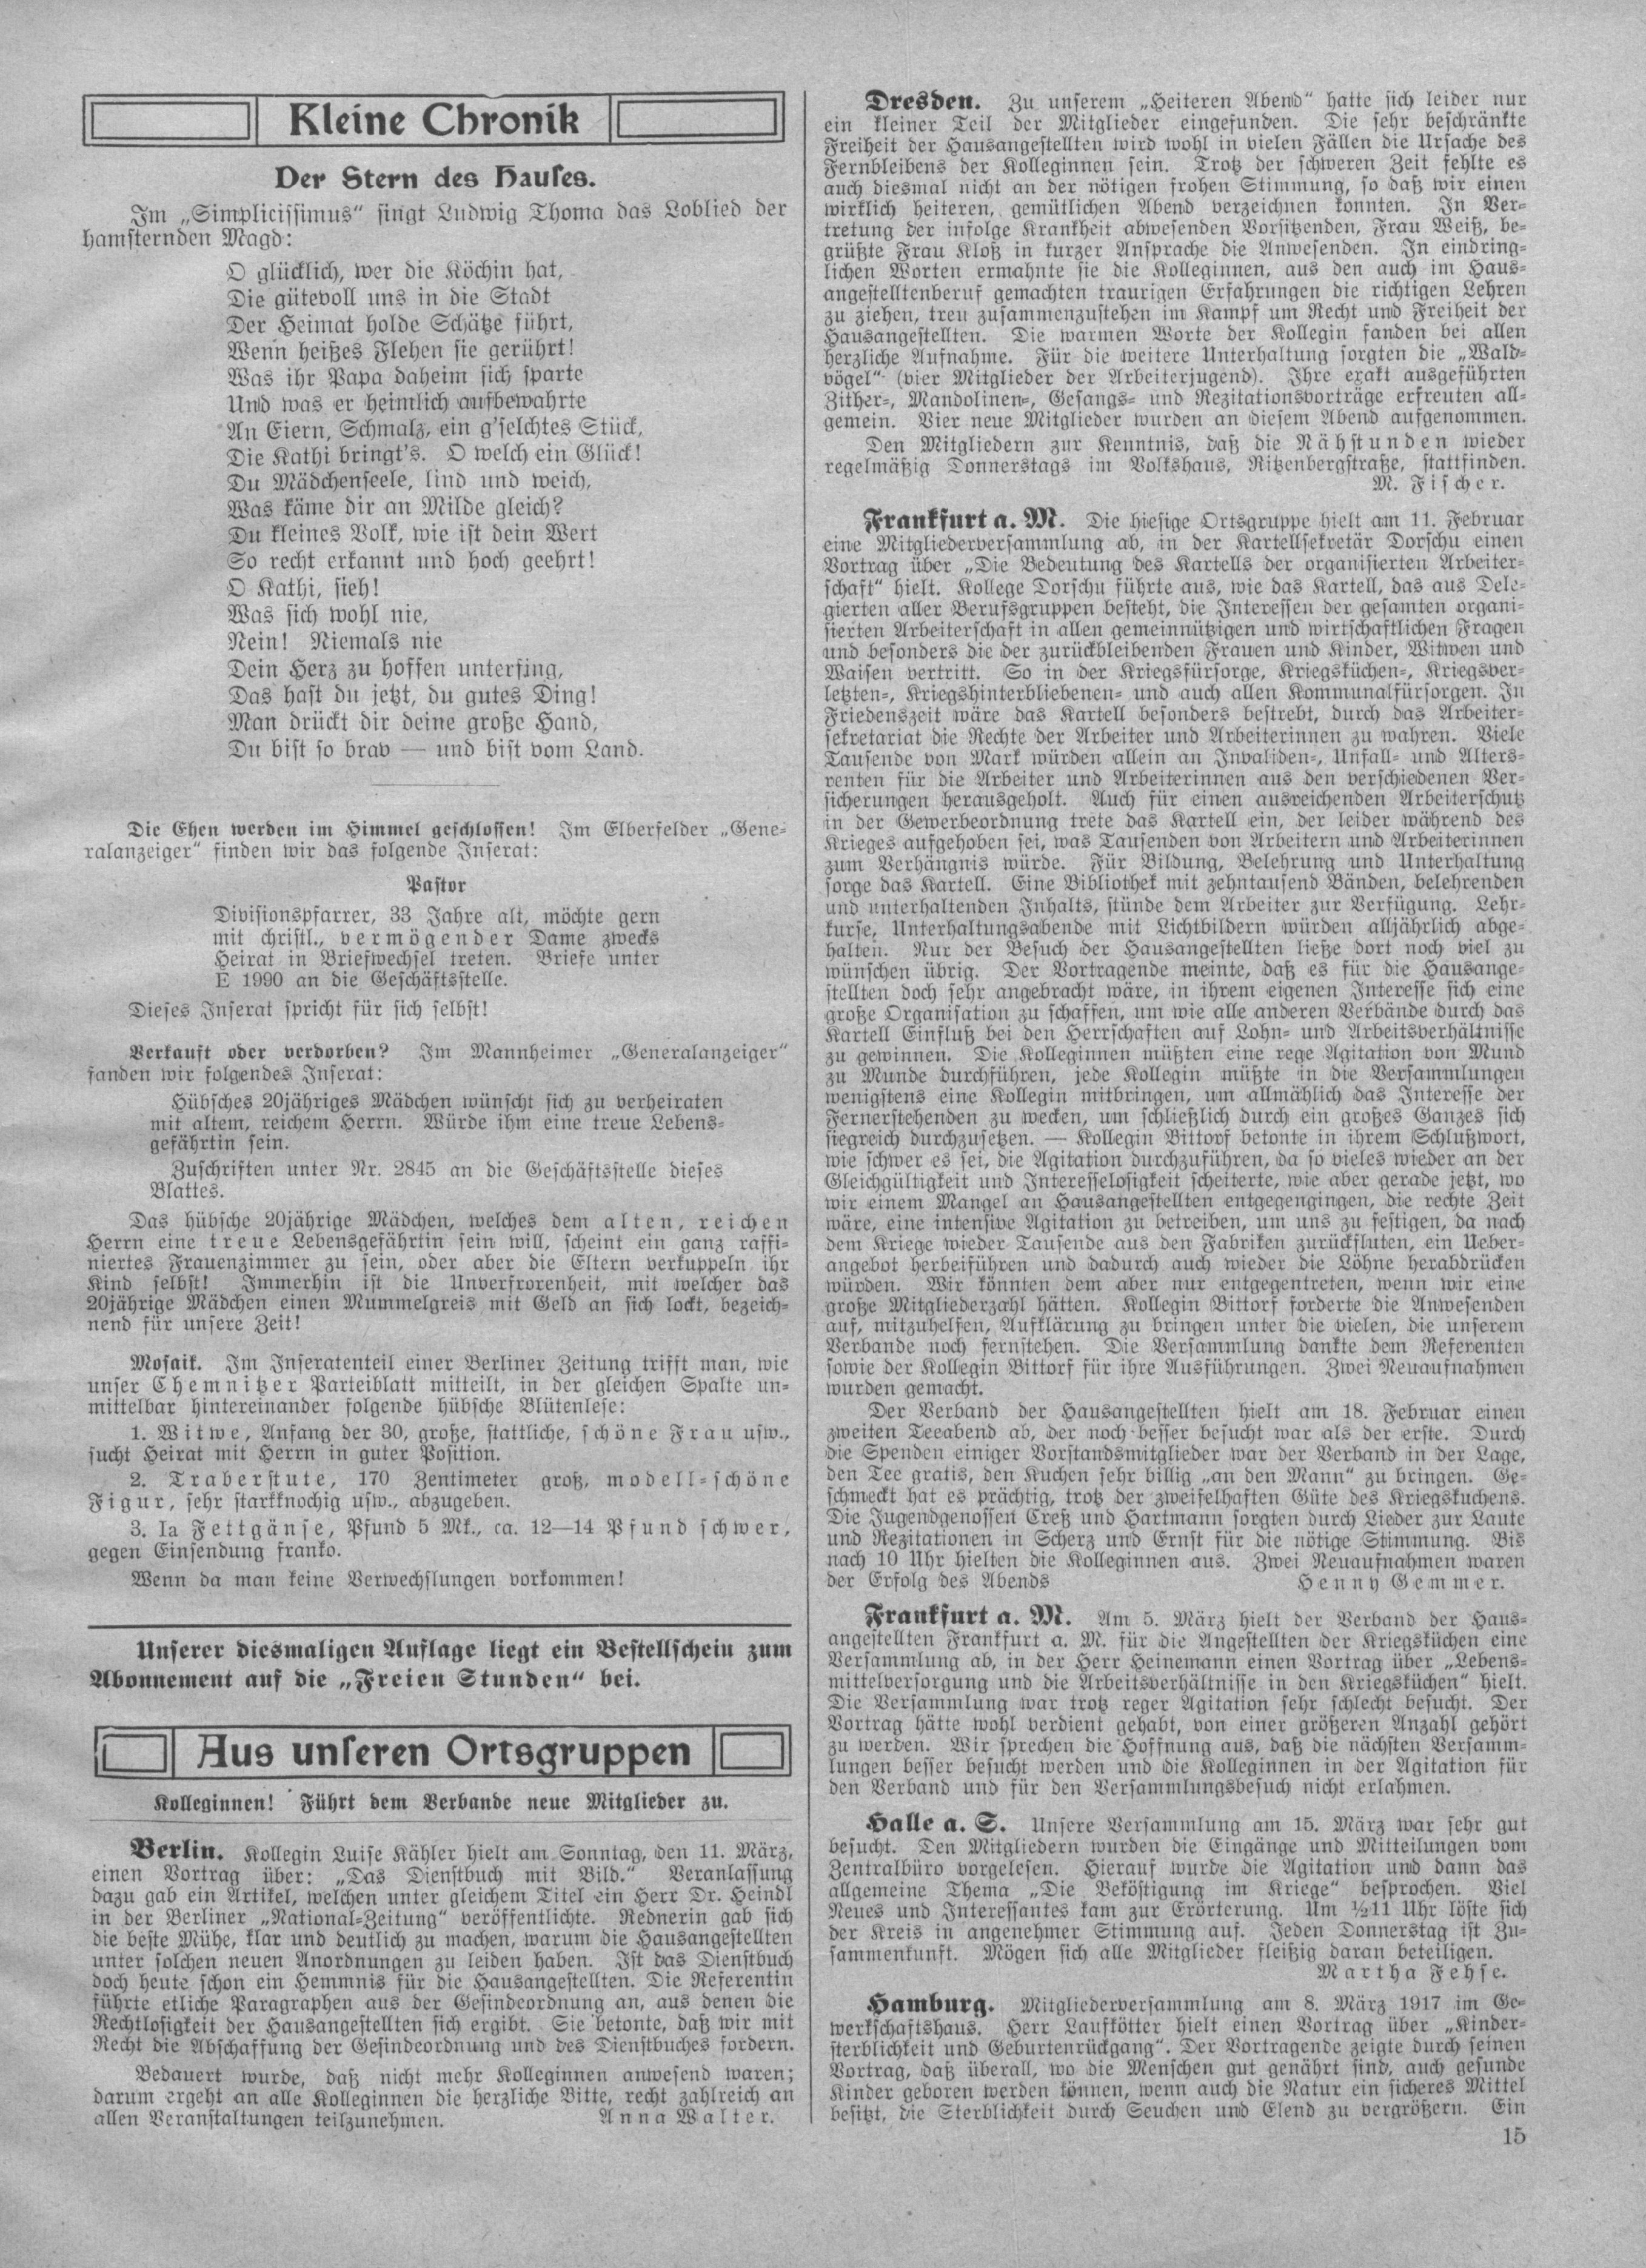 Kleine Chronik
Der Stern des Hauses.
Im „Simplicissimus“ singt Ludwig Thoma das Loblied der
hamsternden Magd:
O glücklich, wer die Köchin hat,
Die gütevoll uns in die Stadt
Der Heimat holde Schätze führt,
Wenn heißes Flehen sie gerührt!
Was ihr Papa daheim sich sparte
Und was er heimlich aufbewahrte
An Eiern, Schmalz, ein g'selchtes Stück,
Die Kathi bringt's. O welch ein Glück!
Du Mädchenseele, lind und weich,
Was käme dir an Milde gleich?
Du kleines Volk, wie ist dein Wert
So recht erkannt und hoch geehrt!
O Kathi, sieh!
Was sich wohl nie,
Nein! Niemals nie
Dein Herz zu hoffen unterfing,
Das hast du jetzt, du gutes Ding!
Man drückt dir deine große Hand,
Du bist so brav — und bist vom Land.
Die Ehen werden im Himmel geschlossen! Im Elberfelder „Gene-
ralanzeiger“ finden wir das folgende Inserat:
Pastor
Divisionspfarrer, 33 Jahre alt, möchte gern
mit christl., vermögender Dame zwecks
Heirat in Briefwechsel treten. Briefe unter
E 1990 an die Geschäftsstelle.
Dieses Inserat spricht für sich selbst!
Verkauft oder verdorben? Im Mannheimer „Generalanzeiger“
fanden wir folgendes Inserat:
Hübsches 20jähriges Mädchen wünscht sich zu verheiraten
mit altem, reichem Herrn. Würde ihm eine treue Lebens-
gefährtin sein.
Zuschriften unter Nr. 2845 an die Geschäftsstelle dieses
Blattes.
Das hübsche 20jährige Mädchen, welches dem alten, reichen
Herrn eine treue Lebensgefährtin sein will, scheint ein ganz raffi-
niertes Frauenzimmer zu sein, oder aber die Eltern verkuppeln ihr
Kind selbst! Immerhin ist die Unverfrorenheit, mit welcher das
20jährige Mädchen einen Mummelgreis mit Geld an sich lockt, bezeich-
nend für unsere Zeit!
Mosaik. Im Inseratenteil einer Berliner Zeitung trifft man, wie
unser Chemnitzer Parteiblatt mitteilt, in der gleichen Spalte un-
mittelbar hintereinander folgende hübsche Blütenlese:
1. Witwe, Anfang der 30, große, stattliche, schöne Frau usw.,
sucht Heirat mit Herrn in guter Position.
2. Traberstute, 170 Zentimeter groß, modell-schöne
Figur, sehr starkknochig usw., abzugeben.
3. Ia Fettgänse, Pfund 5 Mk., ca. 12—14 Pfund schwer,
gegen Einsendung franko.
Wenn da man keine Verwechslungen vorkommen!
Unserer diesmaligen Auflage liegt ein Bestellschein zum
Abonnement auf die „Freien Stunden“ bei.
Aus unseren Ortsgruppen
Kolleginnen! Führt dem Verbande neue Mitglieder zu.
Berlin. Kollegin Luise Kähler hielt am Sonntag, den 11. März,
einen Vortrag über: „Das Dienstbuch mit Bild.“ Veranlassung
dazu gab ein Artikel, welchen unter gleichem Titel ein Herr Dr. Heindl
in der Berliner „National-Zeitung“ veröffentlichte. Rednerin gab sich
die beste Mühe, klar und deutlich zu machen, warum die Hausangestellten
unter solchen neuen Anordnungen zu leiden haben. Ist das Dienstbuch
doch heute schon ein Hemmnis für die Hausangestellten. Die Referentin
führte etliche Paragraphen aus der Gesindeordnung an, aus denen die
Rechtlosigkeit der Hausangestellten sich ergibt. Sie betonte, daß wir mit
Recht die Abschaffung der Gesindeordnung und des Dienstbuches fordern.
Bedauert wurde, daß nicht mehr Kolleginnen anwesend waren;
darum ergeht an alle Kolleginnen die herzliche Bitte, recht zahlreich an
allen Veranstaltungen teilzunehmen. Anna Walter.
Dresden. Zu unserem „Heiteren Abend“ hatte sich leider nur
ein kleiner Teil der Mitglieder eingefunden. Die sehr beschränkte
Freiheit der Hausangestellten wird wohl in vielen Fällen die Ursache des
Fernbleibens der Kolleginnen sein. Trotz der schweren Zeit fehlte es
auch diesmal nicht an der nötigen frohen Stimmung, so daß wir einen
wirklich heiteren, gemütlichen Abend verzeichnen konnten. In Ver-
tretung der infolge Krankheit abwesenden Vorsitzenden, Frau Weiß, be-
grüßte Frau Kloß in kurzer Ansprache die Anwesenden. In eindring-
lichen Worten ermahnte sie die Kolleginnen, aus den auch im Haus-
angestelltenberuf gemachten traurigen Erfahrungen die richtigen Lehren
zu ziehen, treu zusammenzustehen im Kampf um Recht und Freiheit der
Hausangestellten. Die warmen Worte der Kollegin fanden bei allen
herzliche Aufnahme. Für die weitere Unterhaltung sorgten die „Wald-
vögel“ (vier Mitglieder der Arbeiterjugend). Ihre exakt ausgeführten
Zither-, Mandolinen-, Gesangs- und Rezitationsvorträge erfreuten all-
gemein. Vier neue Mitglieder wurden an diesem Abend aufgenommen.
Den Mitgliedern zur Kenntnis, daß die Nähstunden wieder
regelmäßig Donnerstags im Volkshaus, Ritzenbergstraße, stattfinden.
M. Fischer.
Frankfurt a. M. Die hiesige Ortsgruppe hielt am 11. Februar
eine Mitgliederversammlung ab, in der Kartellsekretär Dorschu einen
Vortrag über „Die Bedeutung des Kartells der organisierten Arbeiter-
schaft“ hielt. Kollege Dorschu führte aus, wie das Kartell, das aus Dele-
gierten aller Berufsgruppen besteht, die Interessen der gesamten organi-
sierten Arbeiterschaft in allen gemeinnützigen und wirtschaftlichen Fragen
und besonders die der zurückbleibenden Frauen und Kinder, Witwen und
Waisen vertritt. So in der Kriegsfürsorge, Kriegsküchen-, Kriegsver-
letzten-, Kriegshinterbliebenen- und auch allen Kommunalfürsorgen. In
Friedenszeit wäre das Kartell besonders bestrebt, durch das Arbeiter-
sekretariat die Rechte der Arbeiter und Arbeiterinnen zu wahren. Viele
Tausende von Mark würden allein an Invaliden-, Unfall- und Alters-
renten für die Arbeiter und Arbeiterinnen aus den verschiedenen Ver-
sicherungen herausgeholt. Auch für einen ausreichenden Arbeiterschutz
in der Gewerbeordnung trete das Kartell ein, der leider während des
Krieges aufgehoben sei, was Tausenden von Arbeitern und Arbeiterinnen
zum Verhängnis würde. Für Bildung, Belehrung und Unterhaltung
sorge das Kartell. Eine Bibliothek mit zehntausend Bänden, belehrenden
und unterhaltenden Inhalts, stünde dem Arbeiter zur Verfügung. Lehr-
kurse, Unterhaltungsabende mit Lichtbildern würden alljährlich abge-
halten. Nur der Besuch der Hausangestellten ließe dort noch viel zu
wünschen übrig. Der Vortragende meinte, daß es für die Hausange-
stellten doch sehr angebracht wäre, in ihrem eigenen Interesse sich eine
große Organisation zu schaffen, um wie alle anderen Verbände durch das
Kartell Einfluß bei den Herrschaften auf Lohn- und Arbeitsverhältnisse
zu gewinnen. Die Kolleginnen müßten eine rege Agitation von Mund
zu Munde durchführen, jede Kollegin müßte in die Versammlungen
wenigstens eine Kollegin mitbringen, um allmählich das Interesse der
Fernerstehenden zu wecken, um schließlich durch ein großes Ganzes sich
siegreich durchzusetzen. — Kollegin Bittorf betonte in ihrem Schlußwort,
wie schwer es sei, die Agitation durchzuführen, da so vieles wieder an der
Gleichgültigkeit und Interesselosigkeit scheiterte, wie aber gerade jetzt, wo
wir einem Mangel an Hausangestellten entgegengingen, die rechte Zeit
wäre, eine intensive Agitation zu betreiben, um uns zu festigen, da nach
dem Kriege wieder Tausende aus den Fabriken zurückfluten, ein Ueber-
angebot herbeiführen und dadurch auch wieder die Löhne herabdrücken
würden. Wir könnten dem aber nur entgegentreten, wenn wir eine
große Mitgliederzahl hätten. Kollegin Bittorf forderte die Anwesenden
auf, mitzuhelfen, Aufklärung zu bringen unter die vielen, die unserem
Verbande noch fernstehen. Die Versammlung dankte dem Referenten
sowie der Kollegin Bittorf für ihre Ausführungen. Zwei Neuaufnahmen
wurden gemacht.
Der Verband der Hausangestellten hielt am 18. Februar einen
zweiten Teeabend ab, der noch besser besucht war als der erste. Durch
die Spenden einiger Vorstandsmitglieder war der Verband in der Lage,
den Tee gratis, den Kuchen sehr billig „an den Mann“ zu bringen. Ge-
schmeckt hat es prächtig, trotz der zweifelhaften Güte des Kriegskuchens.
Die Jugendgenossen Creß und Hartmann sorgten durch Lieder zur Laute
und Rezitationen in Scherz und Ernst für die nötige Stimmung. Bis
nach 10 Uhr hielten die Kolleginnen aus. Zwei Neuaufnahmen waren
der Erfolg des Abends Henny Gemmer.
Frankfurt a. M. Am 5. März hielt der Verband der Haus-
angestellten Frankfurt a. M. für die Angestellten der Kriegsküchen eine
Versammlung ab, in der Herr Heinemann einen Vortrag über „Lebens-
mittelversorgung und die Arbeitsverhältnisse in den Kriegsküchen“ hielt.
Die Versammlung war trotz reger Agitation sehr schlecht besucht. Der
Vortrag hätte wohl verdient gehabt, von einer größeren Anzahl gehört
zu werden. Wir sprechen die Hoffnung aus, daß die nächsten Versamm-
lungen besser besucht werden und die Kolleginnen in der Agitation für
den Verband und für den Versammlungsbesuch nicht erlahmen.
Halle a. S. Unsere Versammlung am 15. März war sehr gut
besucht. Den Mitgliedern wurden die Eingänge und Mitteilungen vom
Zentralbüro vorgelesen. Hierauf wurde die Agitation und dann das
allgemeine Thema „Die Beköstigung im Kriege“ besprochen. Viel
Neues und Interessantes kam zur Erörterung. Um ½11 Uhr löste sich
der Kreis in angenehmer Stimmung auf. Jeden Donnerstag ist Zu-
sammenkunft. Mögen sich alle Mitglieder fleißig daran beteiligen.
Martha Fehse.
Hamburg. Mitgliederversammlung am 8. März 1917 im Ge-
werkschaftshaus. Herr Laufkötter hielt einen Vortrag über „Kinder-
sterblichkeit und Geburtenrückgang“. Der Vortragende zeigte durch seinen
Vortrag, daß überall, wo die Menschen gut genährt sind, auch gesunde
Kinder geboren werden können, wenn auch die Natur ein sicheres Mittel
besitzt, die Sterblichkeit durch Seuchen und Elend zu vergrößern. Ein
15